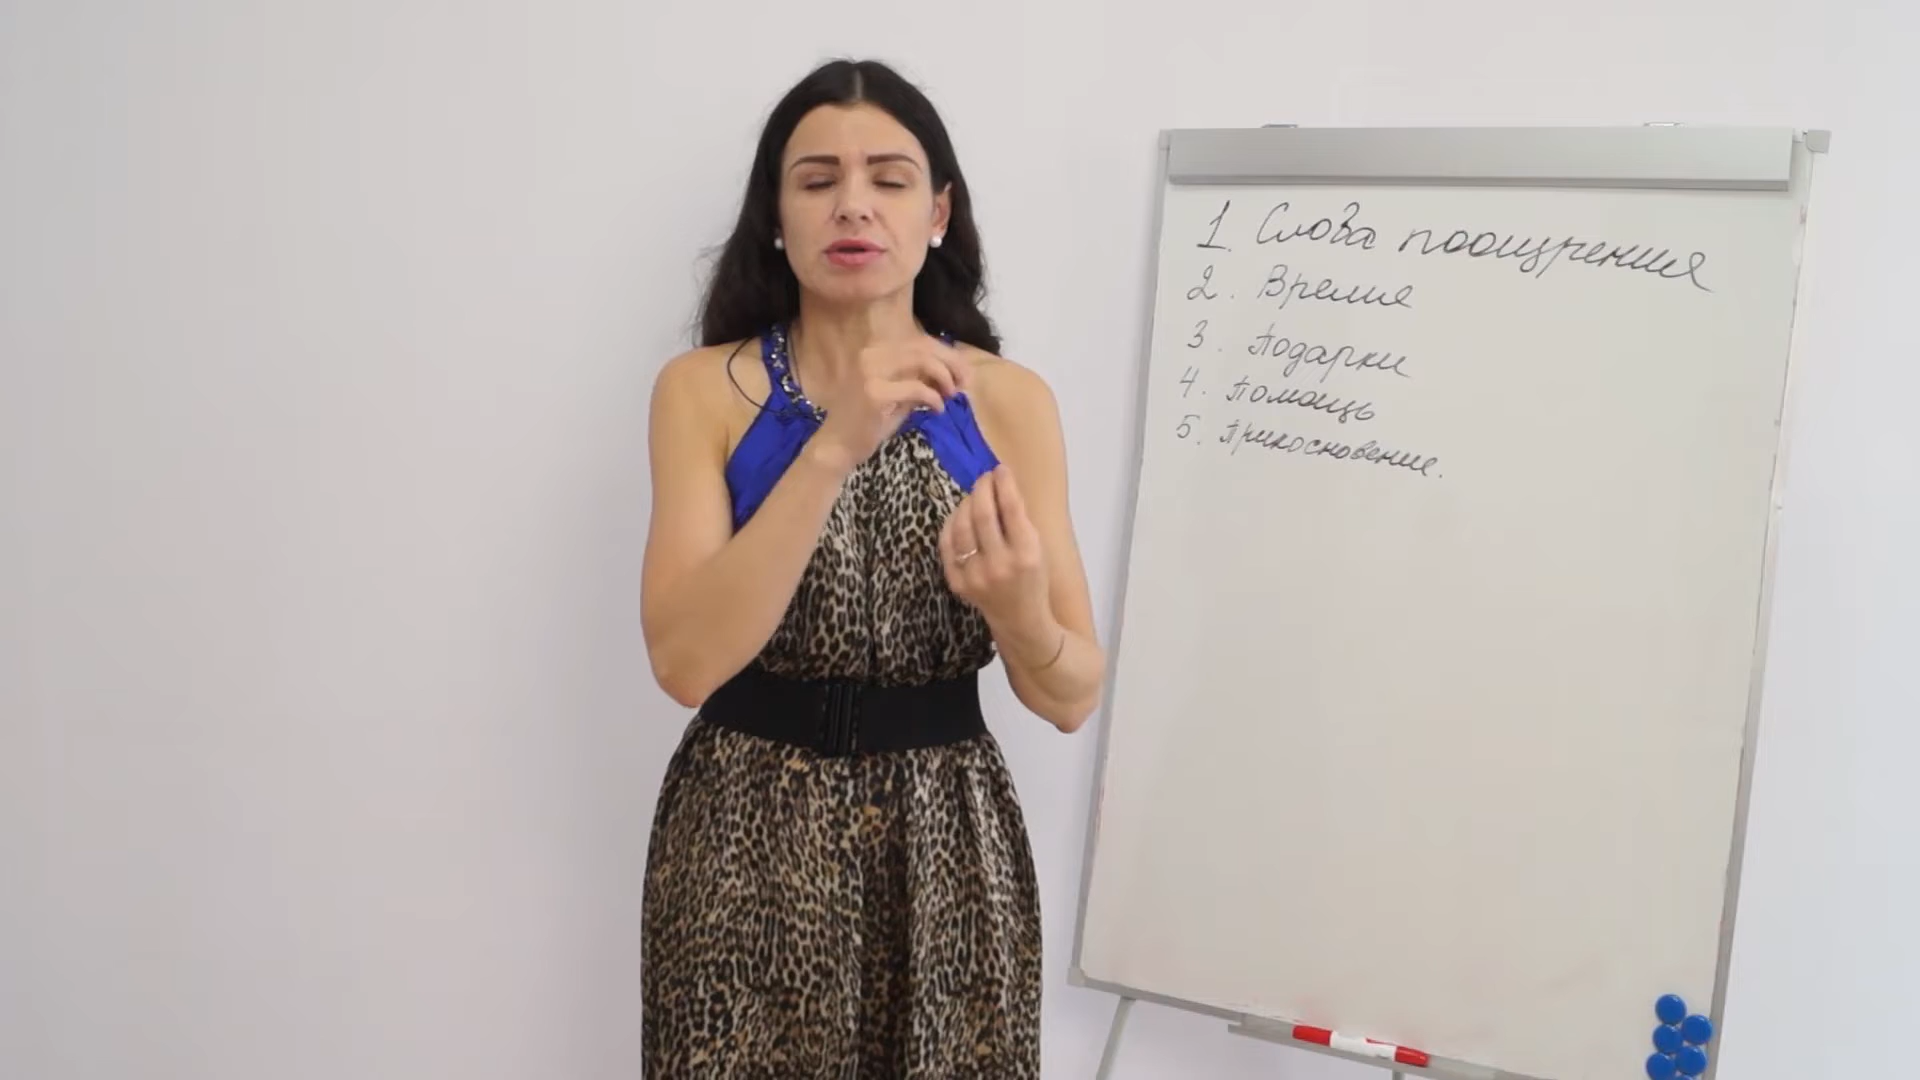 1. Слова поощрения
2. Время
3. Подарки
4. Помощь
5. Прикосновение.